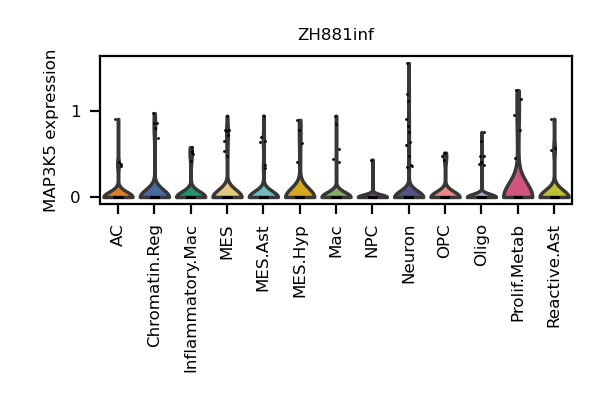 ZH881inf
MAP3K5 expression
1
0
AC
Chromatin.Reg
Inflammatory.Mac
MES
MES.Ast
MES.Hyp
Mac
NPC
Neuron
OPC
Oligo
Prolif.Metab
Reactive.Ast